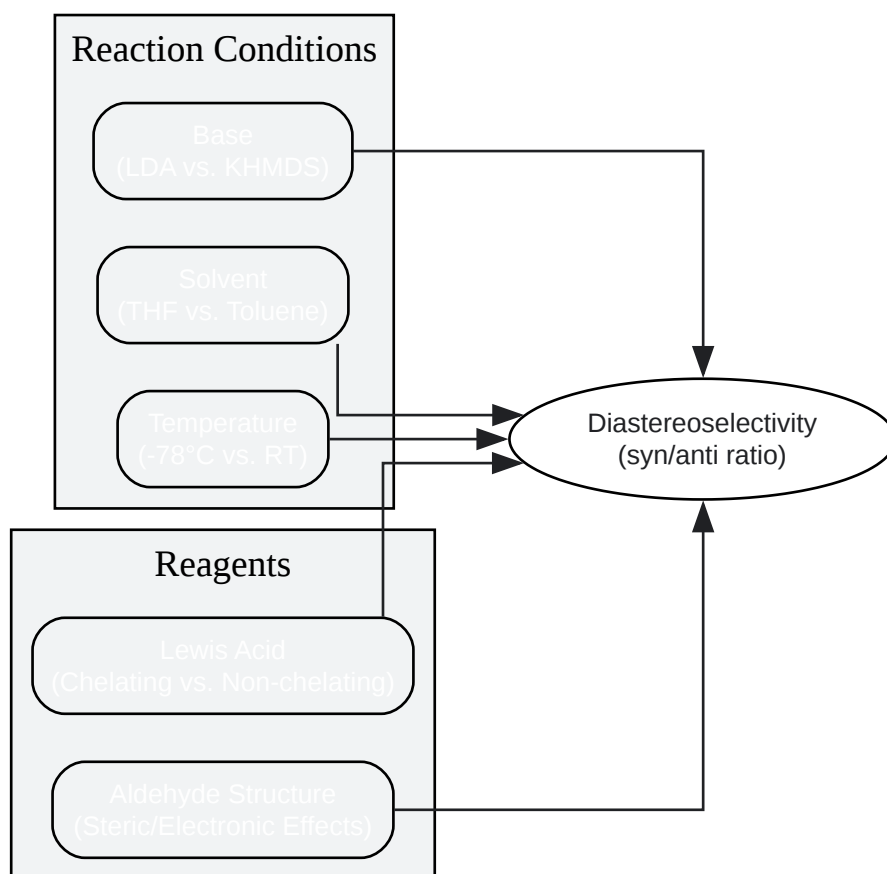 Reaction Conditions
Base
(LDA vs. KHMDS)
Solvent
(THF vs. Toluene)
Temperature
(-78°C vs. RT)
Diastereoselectivity
(syn/anti ratio)
Reagents
Lewis Acid
(Chelating vs. Non-chelating)
Aldehyde Structure
(Steric/Electronic Effects)